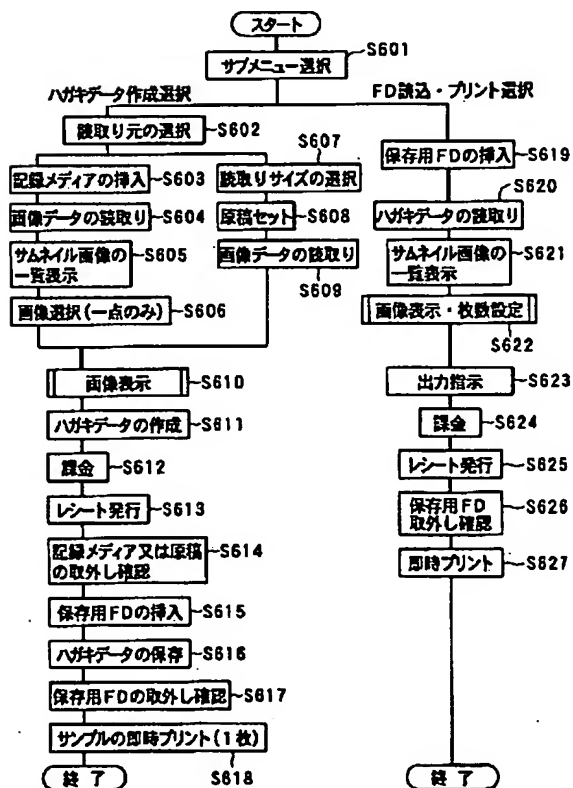 スタート
サブメニュー選択
S601
ハガキデータ作成選択
FD読込・プリント選択
読取り元の選択
S602
記録メディアの挿入
S603
画像データの読取り
S604
サムネイル画像の
一覧表示
S605
画像選択(一点のみ)
S606
S607
読取りサイズの選択
原稿セット
S608
画像データの読取り
S609
画像表示
S610
ハガキデータの作成
S611
課金
S612
レシート発行
S613
記録メディア又は原稿
の取外し確認
S614
保存用FDの挿入
S615
ハガキデータの保存
S616
保存用FDの取外し確認
S617
サンプルの即時プリント(1枚)
S618
終了
保存用FDの挿入
S619
S620
ハガキデータの読取り
サムネイル画像の
一覧表示
S621
画像表示・枚数設定
S622
出力指示
S623
課金
S624
レシート発行
S625
保存用FD
取外し確認
S626
即時プリント
S627
終了